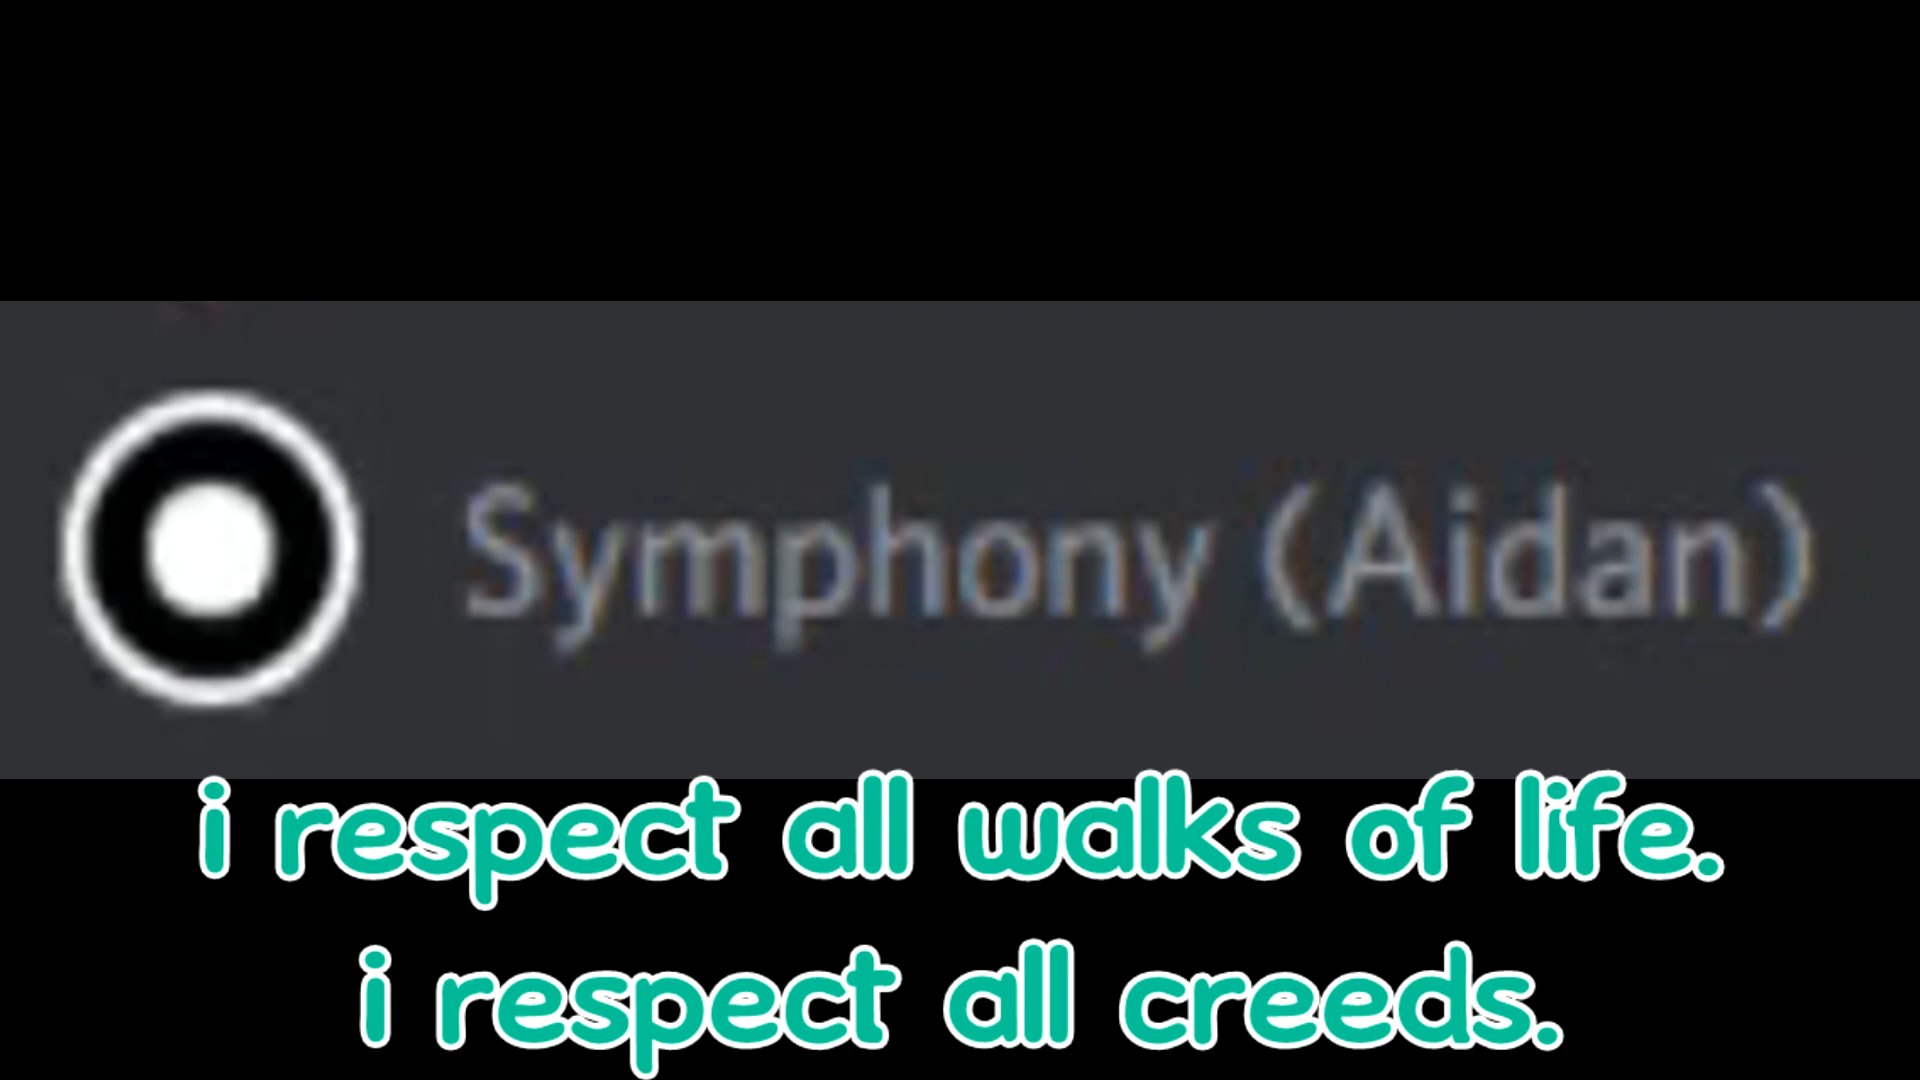 Symphony (Aidan)
i respect all walks of life.
i respect all creeds.